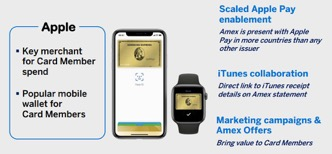 Apple
• Key merchant
for Card Member
spend
• Popular mobile
wallet for
Card Members
Scaled Apple Pay
enablement
Amex is present with Apple
Pay in more countries than any
other issuer
iTunes collaboration
Direct link to iTunes receipt
details on Amex statement
Marketing campaigns &
Amex Offers
Bring value to Card Members